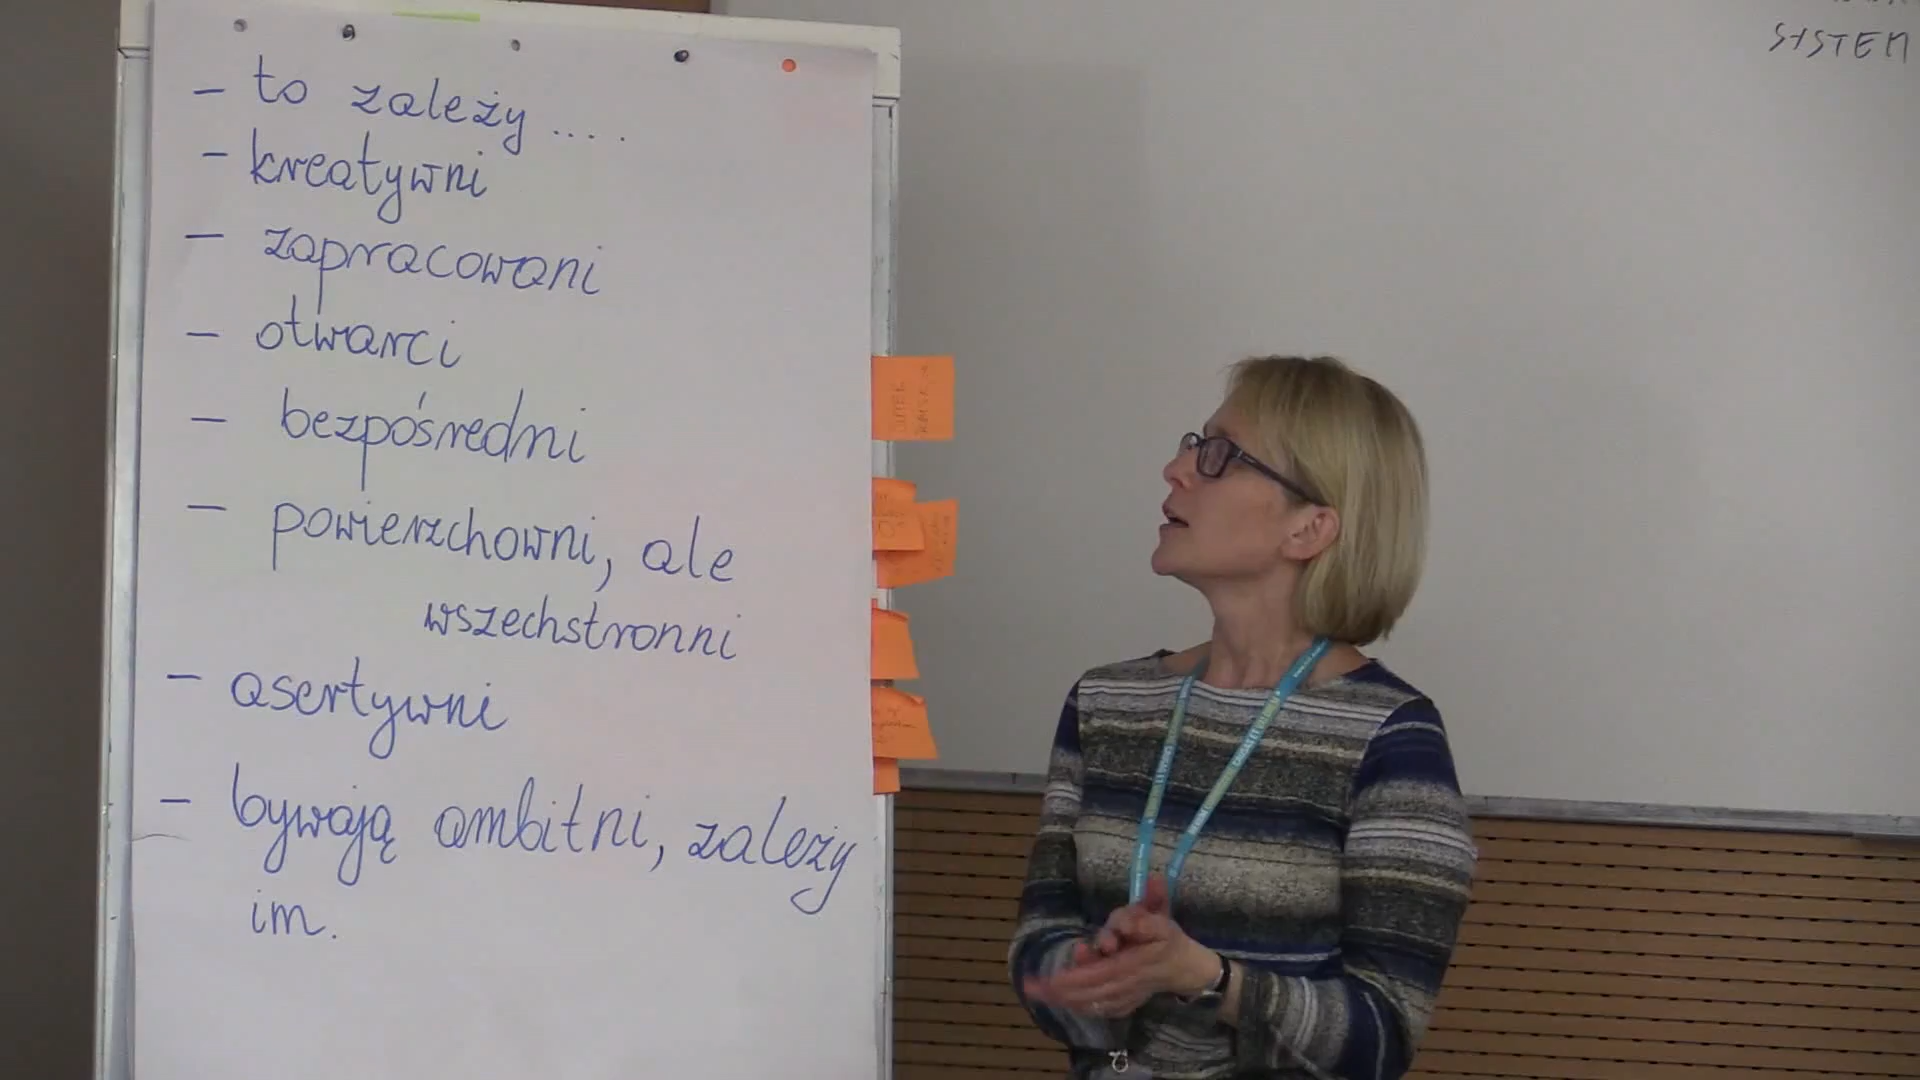 - to zależy ....
- kreatywni
- zapracowani
- otwarci
- bezpośredni
- powierzchowni, ale
wszechstronni
- asertywni
- bywają ambitni, zależy
im.
SYSTEM